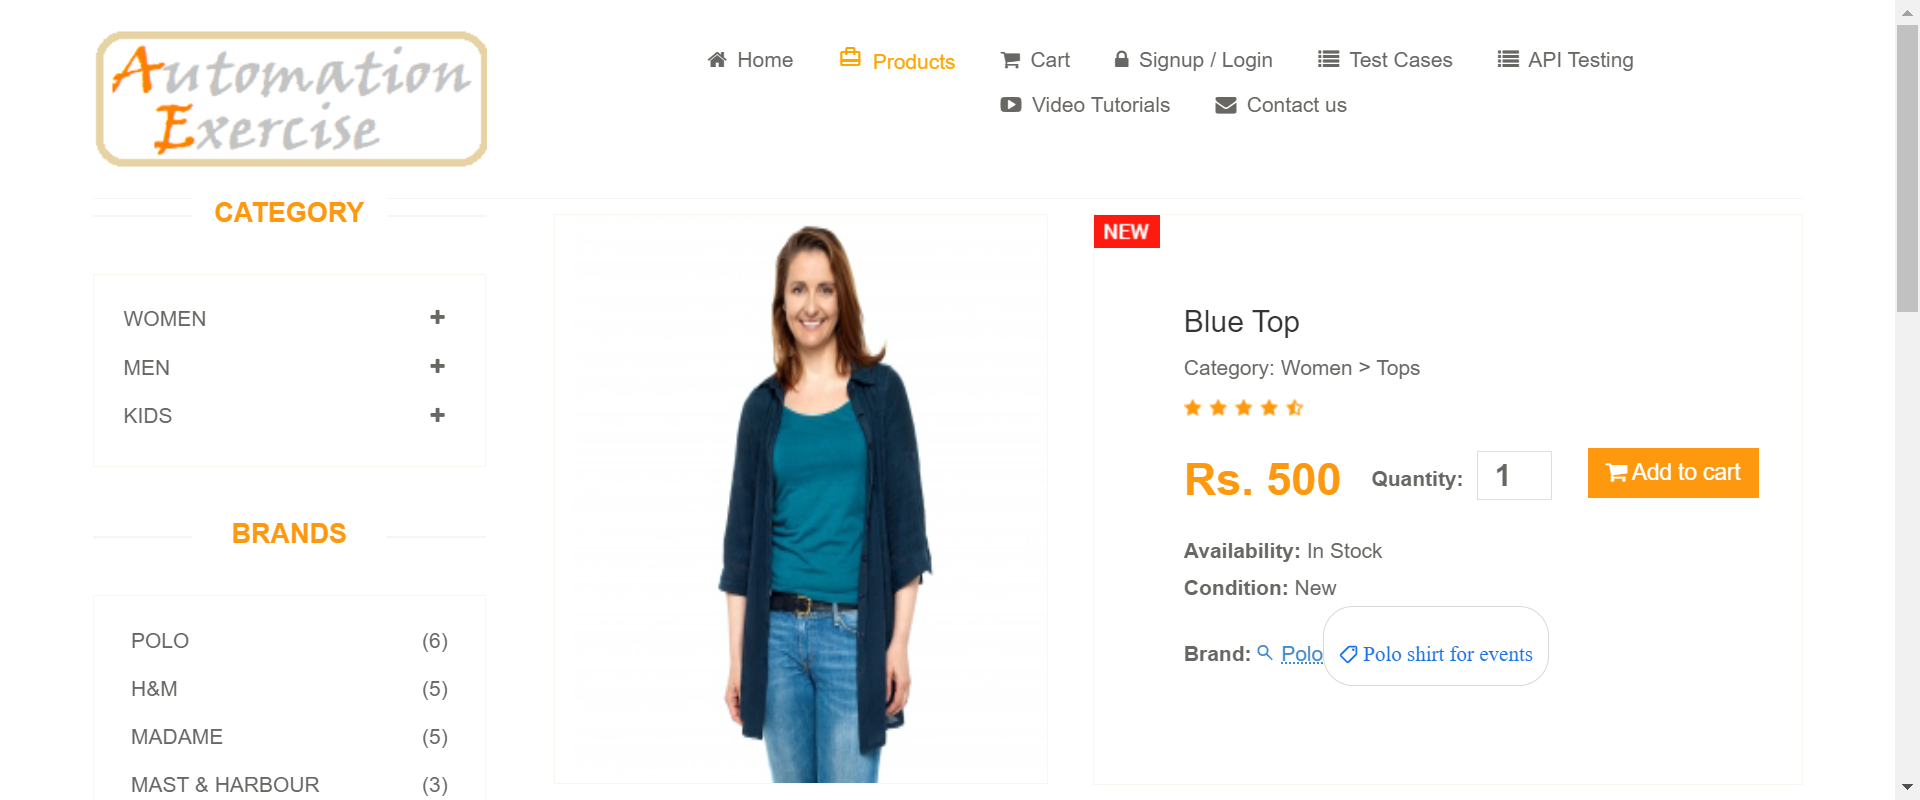 Automation
Exercise
Home
Products
Cart
Signup / Login
Test Cases
API Testing
Video Tutorials
Contact us
CATEGORY
WOMEN
MEN
KIDS
BRANDS
POLO (6)
H&M (5)
MADAME (5)
MAST & HARBOUR (3)
NEW
Blue Top
Category: Women > Tops
Rs. 500 Quantity: 1 Add to cart
Availability: In Stock
Condition: New
Brand: Polo Polo shirt for events